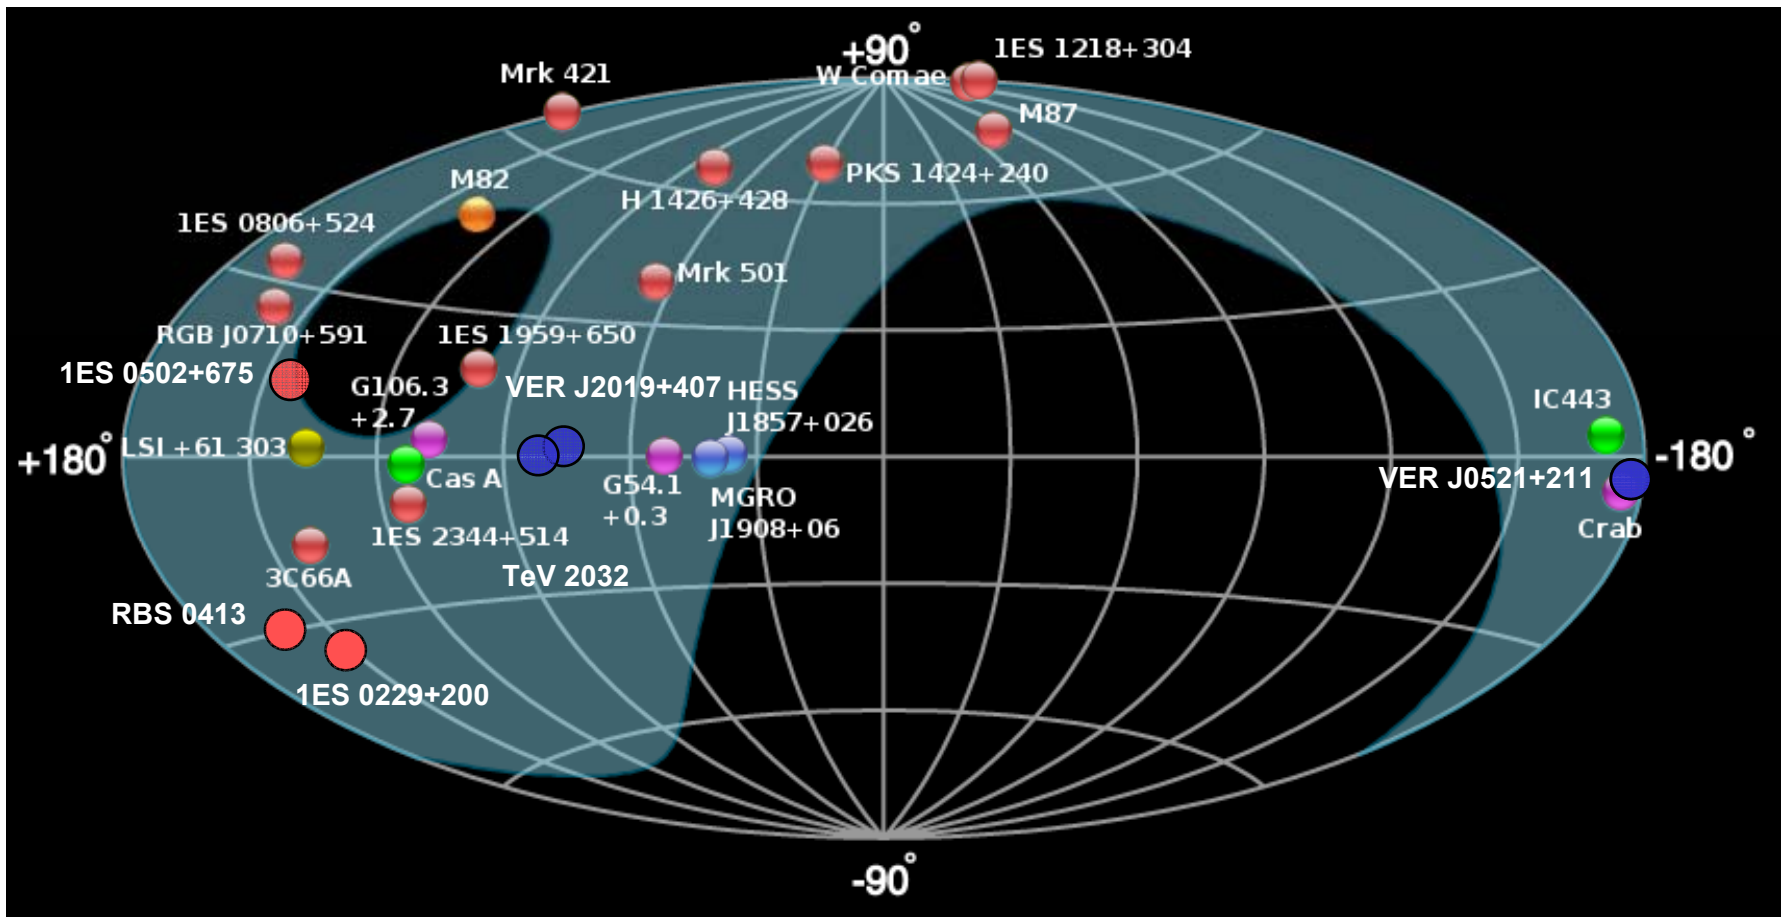 +90°
1ES 1218+304
W Comae
Mrk 421
M87
PKS 1424+240
M82
H 1426+428
1ES 0806+524
Mrk 501
RGB J0710+591
1ES 1959+650
1ES 0502+675
G106.3
+2.7
VER J2019+407
HESS
J1857+026
IC443
LSI +61 303
+180°
-180°
Cas A
G54.1
+0.3
MGRO
J1908+06
VER J0521+211
Crab
1ES 2344+514
3C66A
TeV 2032
RBS 0413
1ES 0229+200
-90°